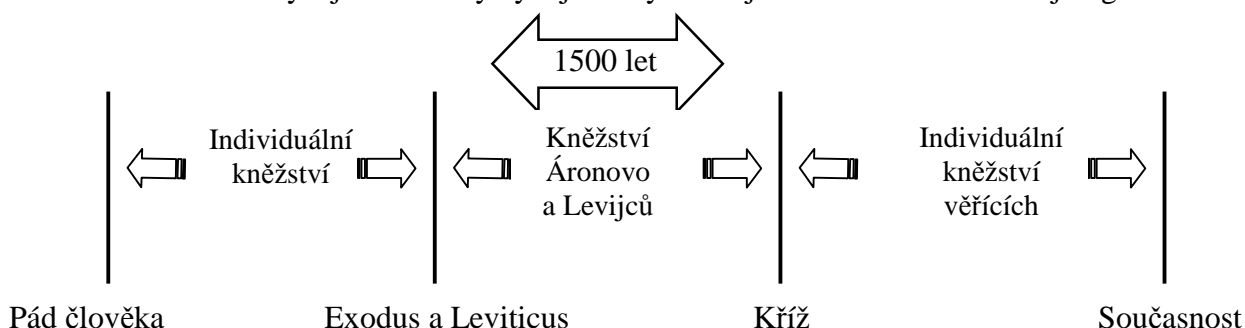 1500 let
Individuální
kněžství
Kněžství
Áronovo
a Levijců
Individuální
kněžství
věřících
Pád člověka
Exodus a Leviticus
Kříž
Současnost